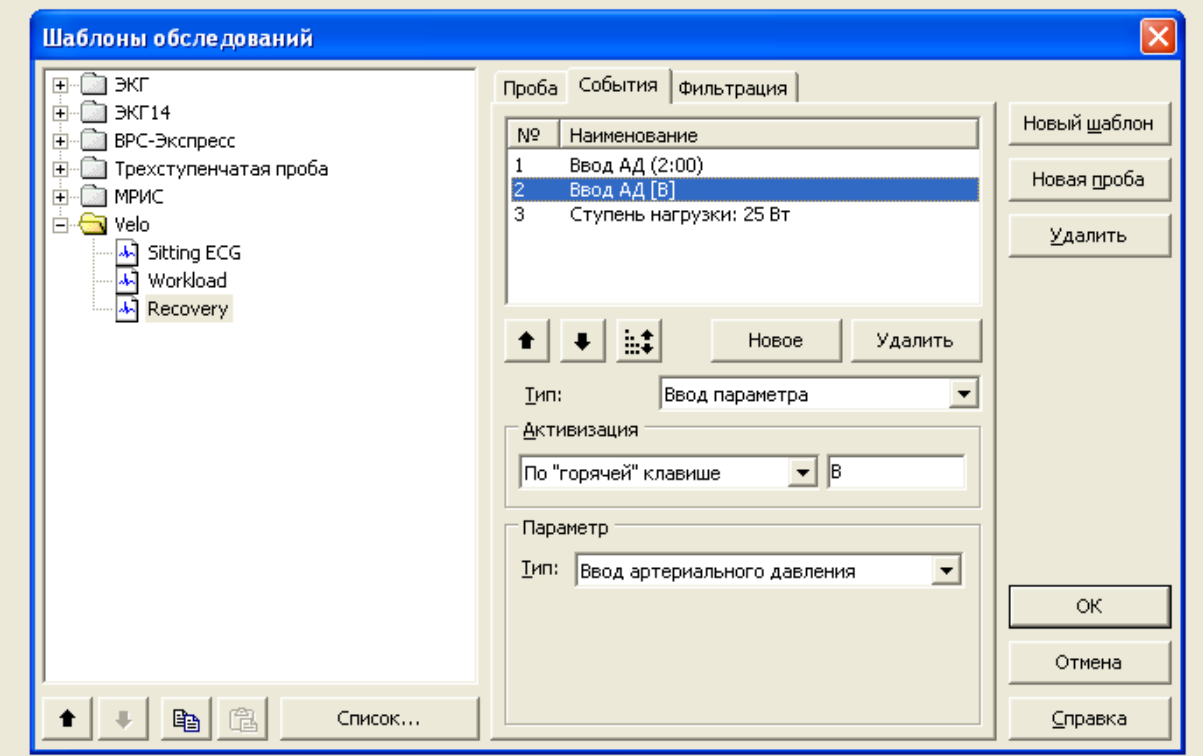 Шаблоны обследований
ЭКГ
ЭКГ14
ВРС-Экспресс
Трехступенчатая проба
МРИС
Velo
Sitting ECG
Workload
Recovery
Список...
Проба События Фильтрация
№ Наименование
1 Ввод АД (2:00)
2 Ввод АД [В]
3 Ступень нагрузки: 25 Вт
Новое Удалить
Тип: Ввод параметра
Активизация
По "горячей" клавише В
Параметр
Тип: Ввод артериального давления
Новый шаблон
Новая проба
Удалить
ОК
Отмена
Справка